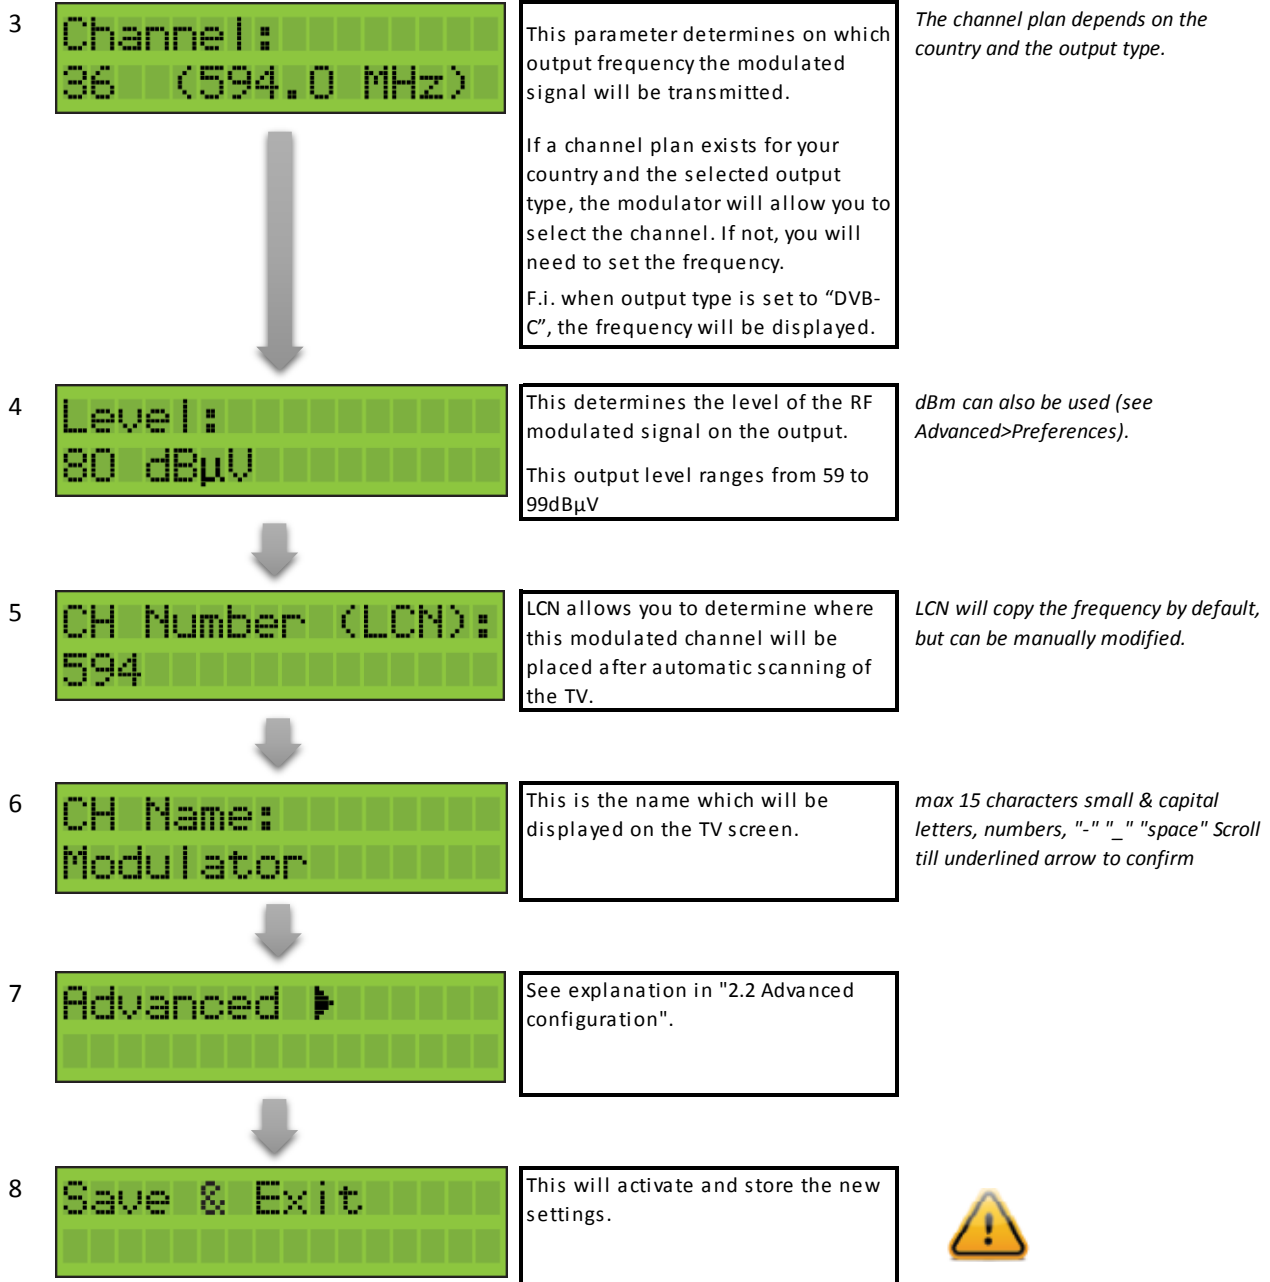 3
Channel:
36 (594.0 MHz)
This parameter determines on which
output frequency the modulated
signal will be transmitted.
If a channel plan exists for your
country and the selected output
type, the modulator will allow you to
select the channel. If not, you will
need to set the frequency.
F.i. when output type is set to “DVB-
C”, the frequency will be displayed.
The channel plan depends on the
country and the output type.
4
Level:
80 dBµV
This determines the level of the RF
modulated signal on the output.
This output level ranges from 59 to
99dBµV
dBm can also be used (see
Advanced>Preferences).
5
CH Number (LCN):
594
LCN allows you to determine where
this modulated channel will be
placed after automatic scanning of
the TV.
LCN will copy the frequency by default,
but can be manually modified.
6
CH Name:
Modulator
This is the name which will be
displayed on the TV screen.
max 15 characters small & capital
letters, numbers, "-" "_" "space" Scroll
till underlined arrow to confirm
7
Advanced
See explanation in "2.2 Advanced
configuration".
8
Save & Exit
This will activate and store the new
settings.